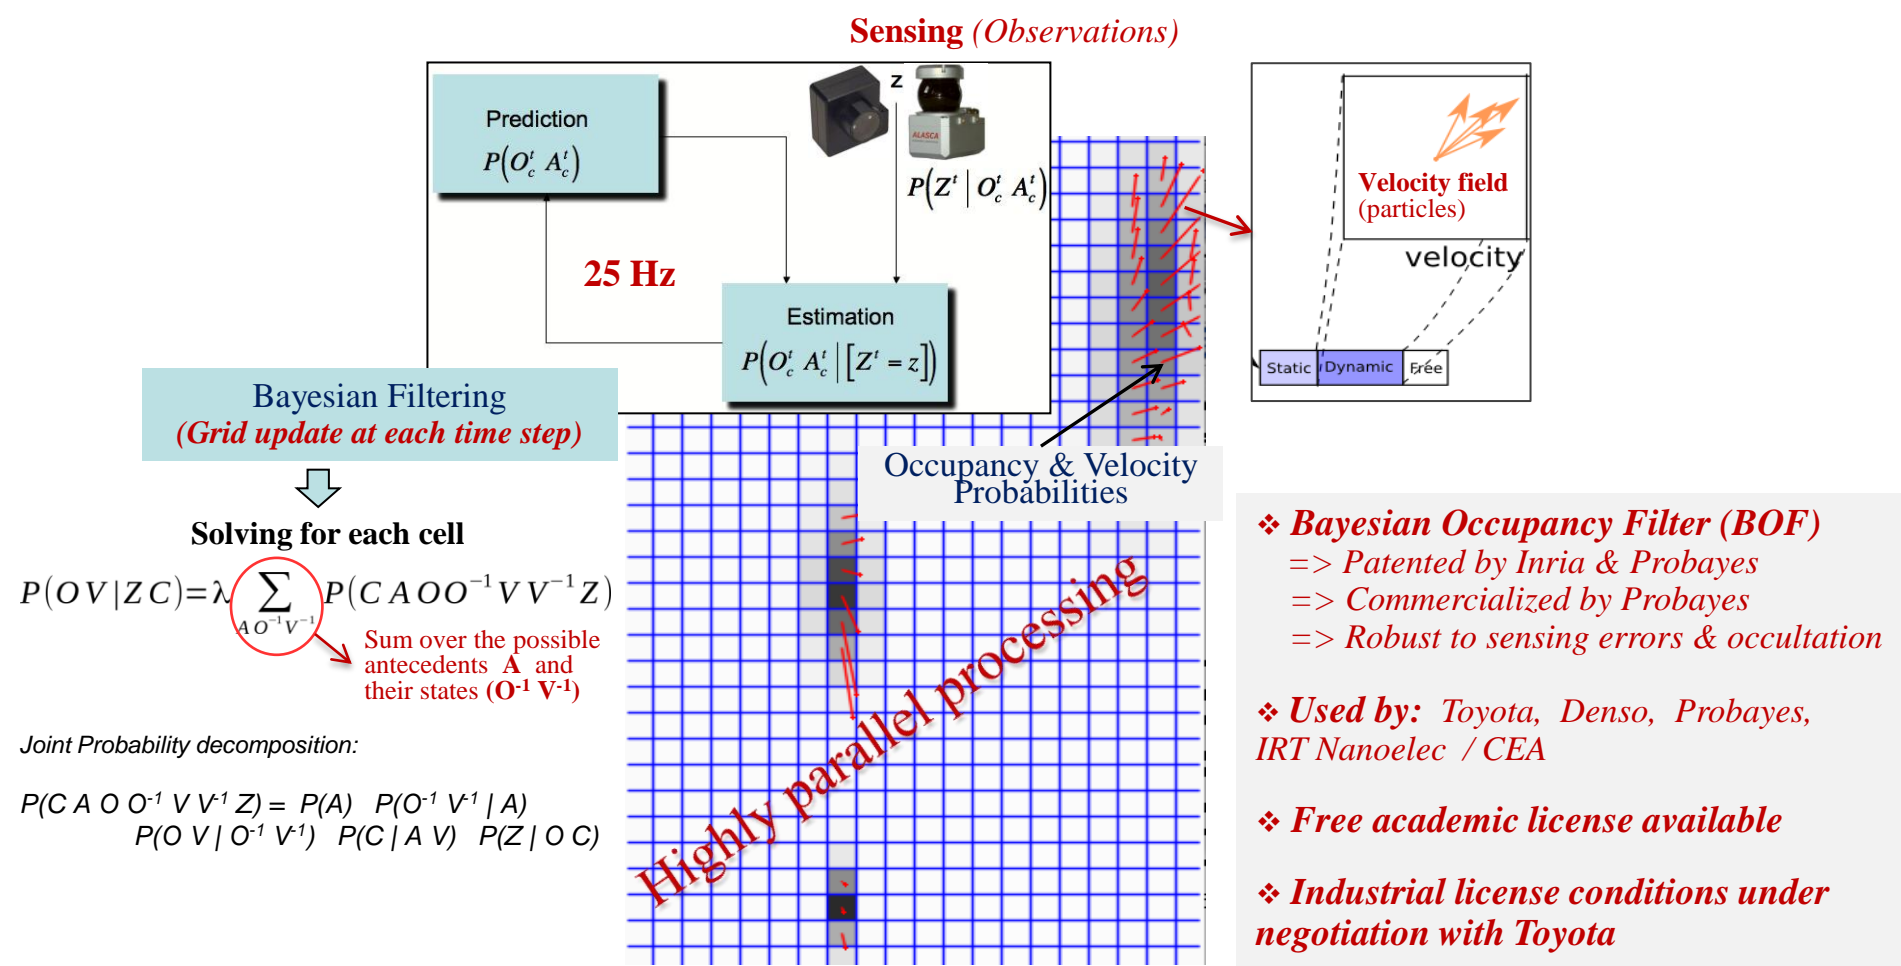 Sensing (Observations)
Prediction
P(O_c^t A_c^t)
z
ALASCA
P(Z^t | O_c^t A_c^t)
25 Hz
Estimation
P(O_c^t A_c^t | [Z^t = z])
Velocity field
(particles)
velocity
Static Dynamic Free
Bayesian Filtering
(Grid update at each time step)
Occupancy & Velocity
Probabilities
Solving for each cell
P(O V | Z C) = λ ∑ P(C A O O⁻¹ V V⁻¹ Z)
A O⁻¹ V⁻¹
Sum over the possible
antecedents A and
their states (O⁻¹ V⁻¹)
Joint Probability decomposition:
P(C A O O⁻¹ V V⁻¹ Z) = P(A) P(O⁻¹ V⁻¹ | A)
P(O V | O⁻¹ V⁻¹) P(C | A V) P(Z | O C)
Highly parallel processing
❖ Bayesian Occupancy Filter (BOF)
=> Patented by Inria & Probayes
=> Commercialized by Probayes
=> Robust to sensing errors & occultation
❖ Used by: Toyota, Denso, Probayes,
IRT Nanoelec / CEA
❖ Free academic license available
❖ Industrial license conditions under
negotiation with Toyota